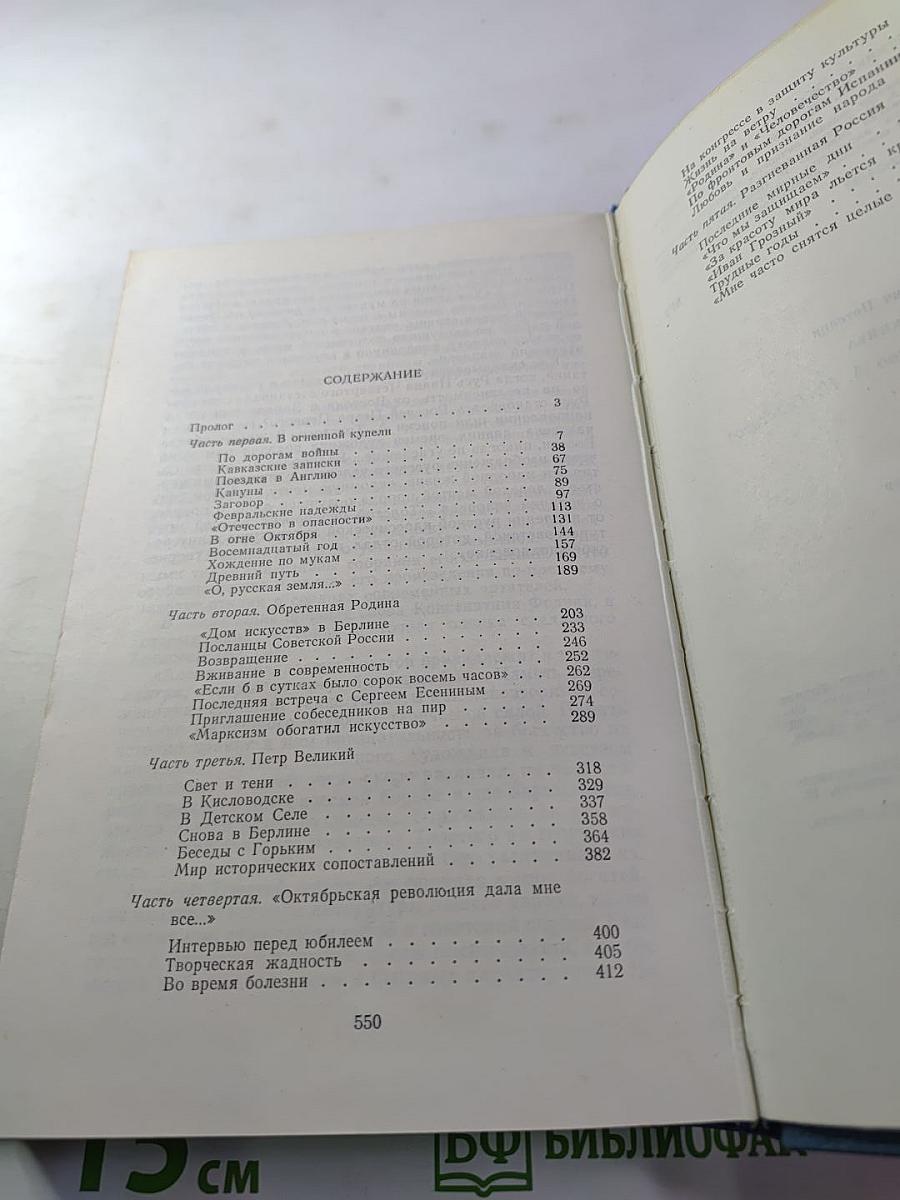 СОДЕРЖАНИЕ
Пролог . . . . . . . . . . . . . . . . . 3
Часть первая. В огненной купели
По дорогам войны . . . . . . . . . . . 7
Кавказские записки . . . . . . . . . . . 38
Поездка в Англию . . . . . . . . . . . 67
Кануны . . . . . . . . . . . . . . . 75
Заговор . . . . . . . . . . . . . . . 89
Февральские надежды . . . . . . . . . . 97
«Отечество в опасности» . . . . . . . . . 113
В огне Октября . . . . . . . . . . . . 131
Восемнадцатый год . . . . . . . . . . . 144
Хождение по мукам . . . . . . . . . . . 157
Древний путь . . . . . . . . . . . . . 169
«О, русская земля...» . . . . . . . . . . 189
Часть вторая. Обретенная Родина
«Дом искусств» в Берлине . . . . . . . . 203
Посланцы Советской России . . . . . . . . 233
Возвращение . . . . . . . . . . . . . 246
Вживание в современность . . . . . . . . 252
«Если б в сутках было сорок восемь часов» . . 262
Последняя встреча с Сергеем Есениным . . . . 269
Приглашение собеседников на пир . . . . . . 274
«Марксизм обогатил искусство» . . . . . . 289
Часть третья. Петр Великий
Свет и тени . . . . . . . . . . . . . 318
В Кисловодске . . . . . . . . . . . . 329
В Детском Селе . . . . . . . . . . . . 337
Снова в Берлине . . . . . . . . . . . 358
Беседы с Горьким . . . . . . . . . . . 364
Мир исторических сопоставлений . . . . . . 382
Часть четвертая. «Октябрьская революция дала мне
все...»
Интервью перед юбилеем . . . . . . . . . 400
Творческая жадность . . . . . . . . . . 405
Во время болезни . . . . . . . . . . . 412
550
На конгрессе в защиту культуры
Жизнь на ветру . . . . . .
«Родина» и «Человечество» . .
По фронтовым дорогам Испании
Любовь и признание народа
Часть пятая. Разгневанная Россия
Последние мирные дни . .
«Что мы защищаем» . . . .
«За красоту мира льется
«Иван Грозный» . . . . .
Трудные годы . . . . .
«Мне часто снятся целые
15 см
БФ БИБЛИОФ